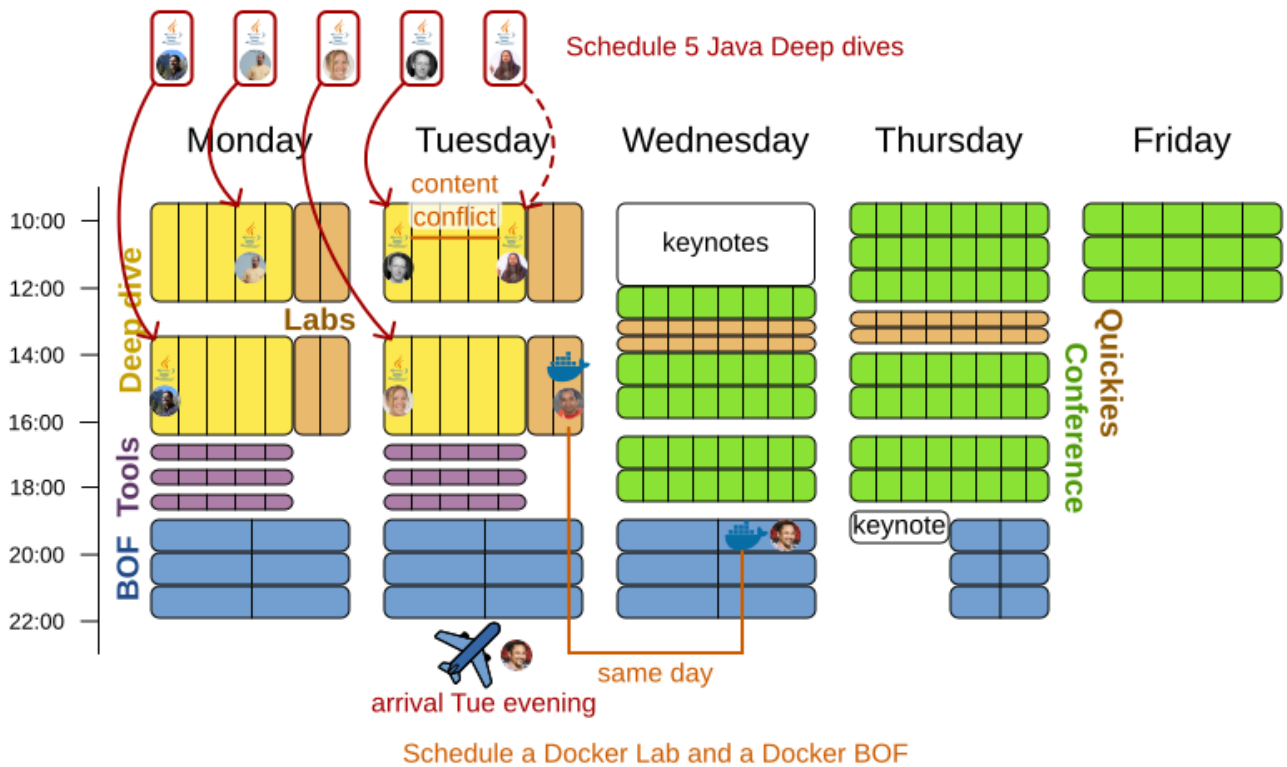 Schedule 5 Java Deep dives
Monday
Tuesday
Wednesday
Thursday
Friday
content
conflict
10:00
12:00
14:00
16:00
18:00
20:00
22:00
Deep dive
Labs
Tools
BOF
keynotes
keynote
Quickies
Conference
same day
arrival Tue evening
Schedule a Docker Lab and a Docker BOF